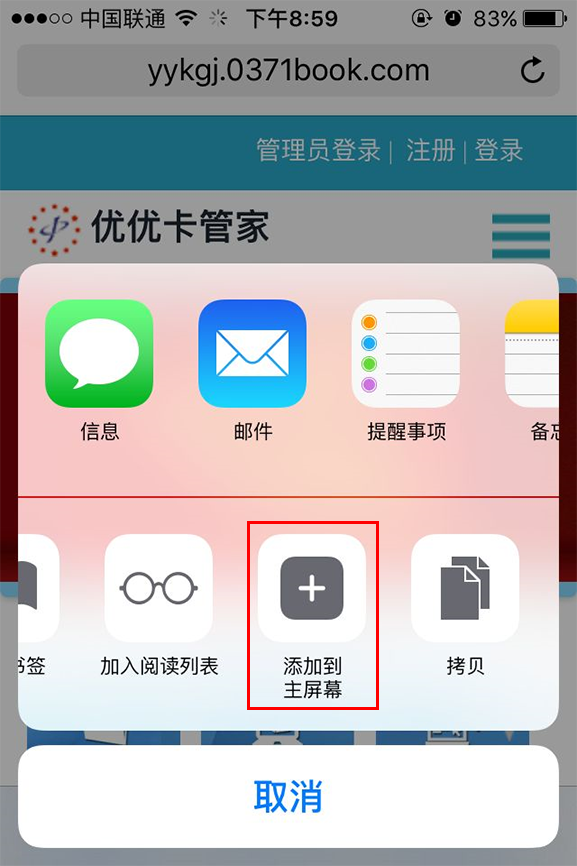 中国联通 下午8:59 83%
yykgj.0371book.com
管理员登录 | 注册 | 登录
优优卡管家
信息 邮件 提醒事项 备忘
书签 加入阅读列表 添加到 拷贝
主屏幕
取消